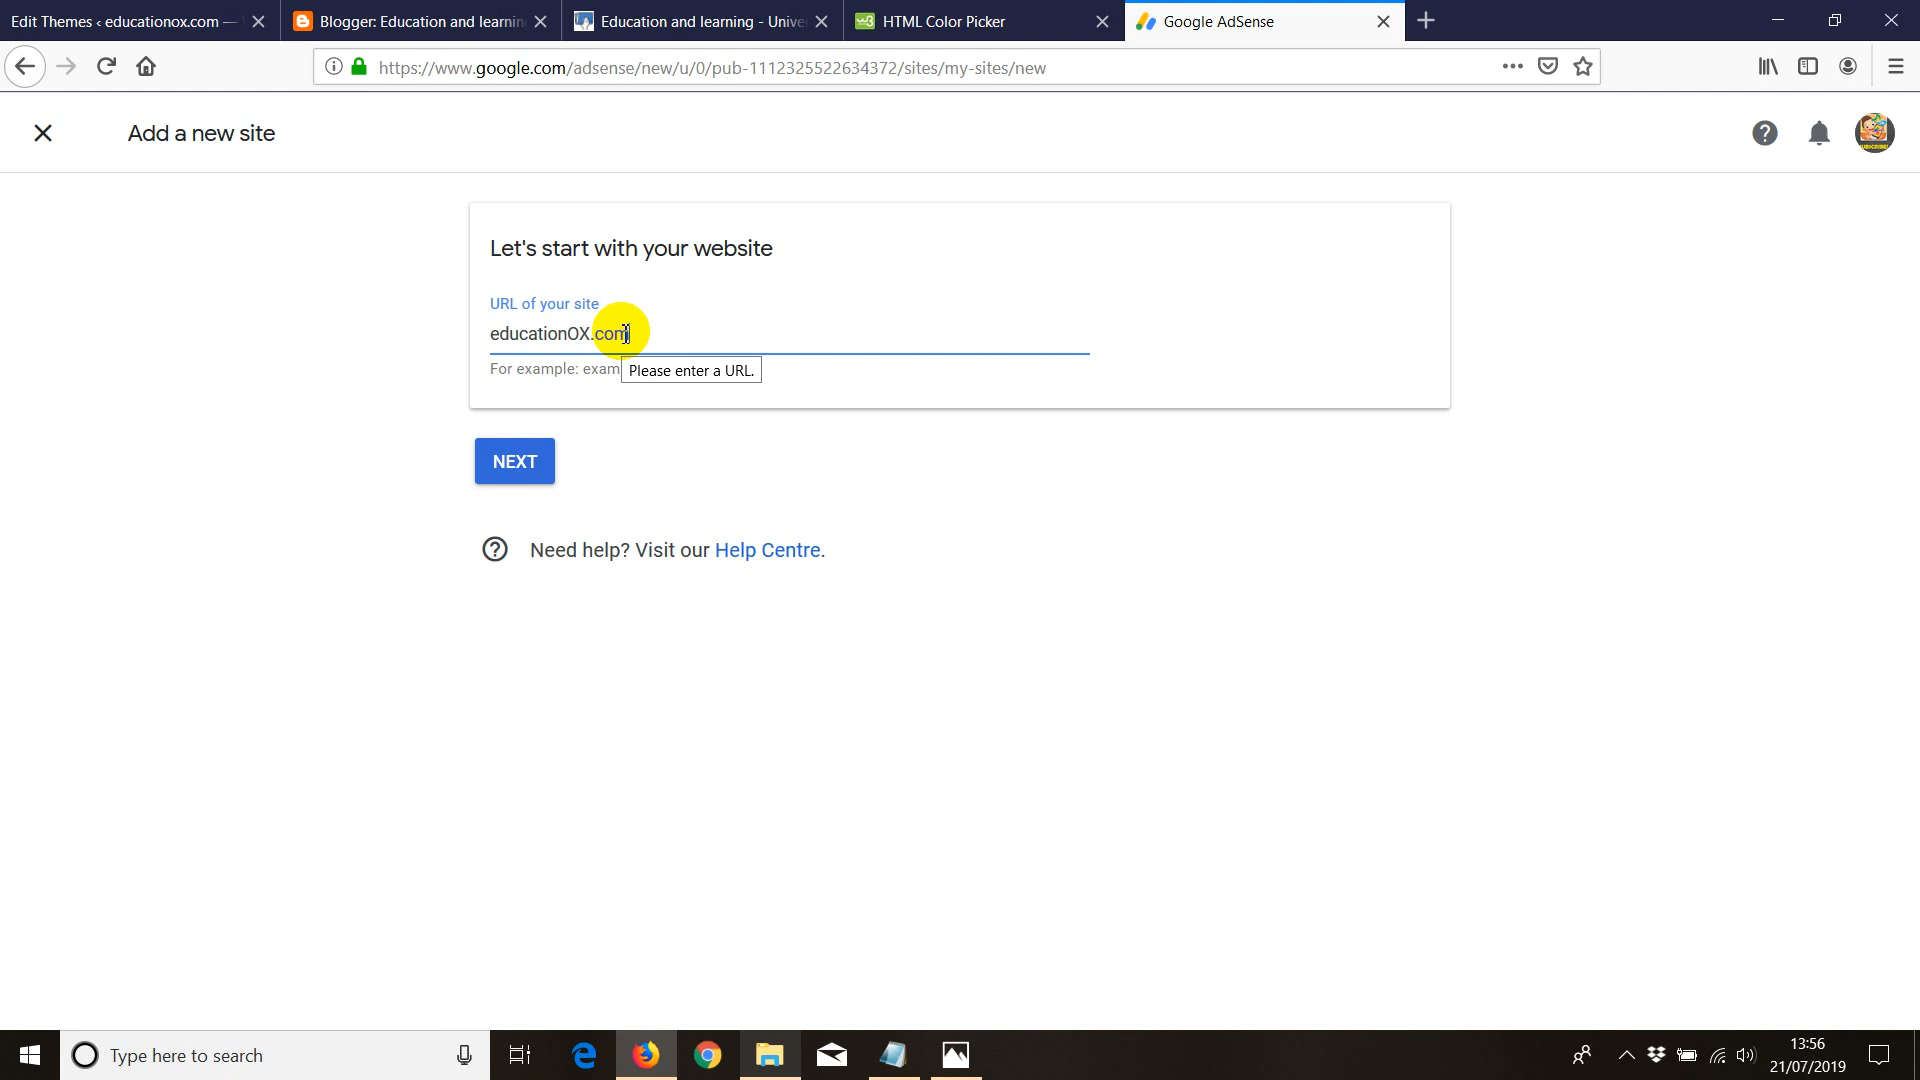 Edit Themes ‹ educationox.com —
Blogger: Education and learnin
Education and learning - Unive
HTML Color Picker
Google AdSense
https://www.google.com/adsense/new/u/0/pub-1112325522634372/sites/my-sites/new
Add a new site
Let's start with your website
URL of your site
educationOX.com
For example: exam
Please enter a URL.
NEXT
Need help? Visit our Help Centre.
Type here to search
13:56
21/07/2019